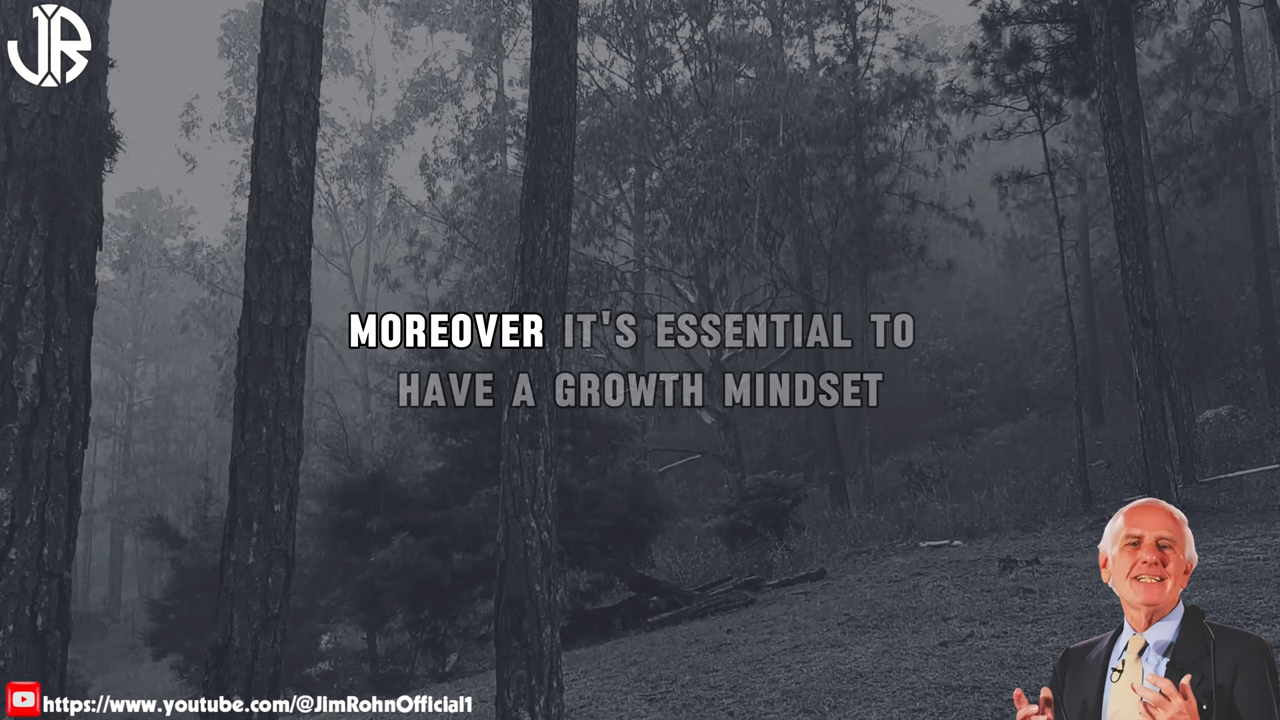 JR
MOREOVER IT'S ESSENTIAL TO
HAVE A GROWTH MINDSET
https://www.youtube.com/@JimRohnOfficial1